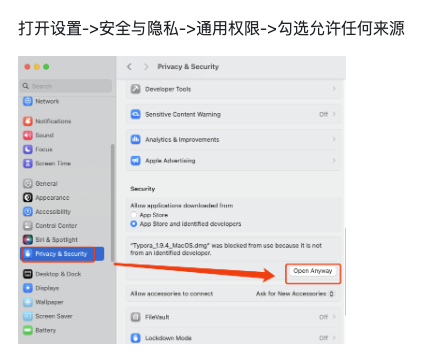 打开设置->安全与隐私->通用权限->勾选允许任何来源
Privacy & Security
Search
Network
Notifications
Sound
Focus
Screen Time
General
Appearance
Accessibility
Control Center
Siri & Spotlight
Privacy & Security
Desktop & Dock
Displays
Wallpaper
Screen Saver
Battery
Developer Tools
Sensitive Content Warning Off
Analytics & Improvements
Apple Advertising
Security
Allow applications downloaded from
App Store
App Store and identified developers
"Typora_1.9.4_MacOS.dmg" was blocked from use because it is not
from an identified developer.
Open Anyway
Allow accessories to connect Ask for New Accessories
FileVault Off
Lockdown Mode Off